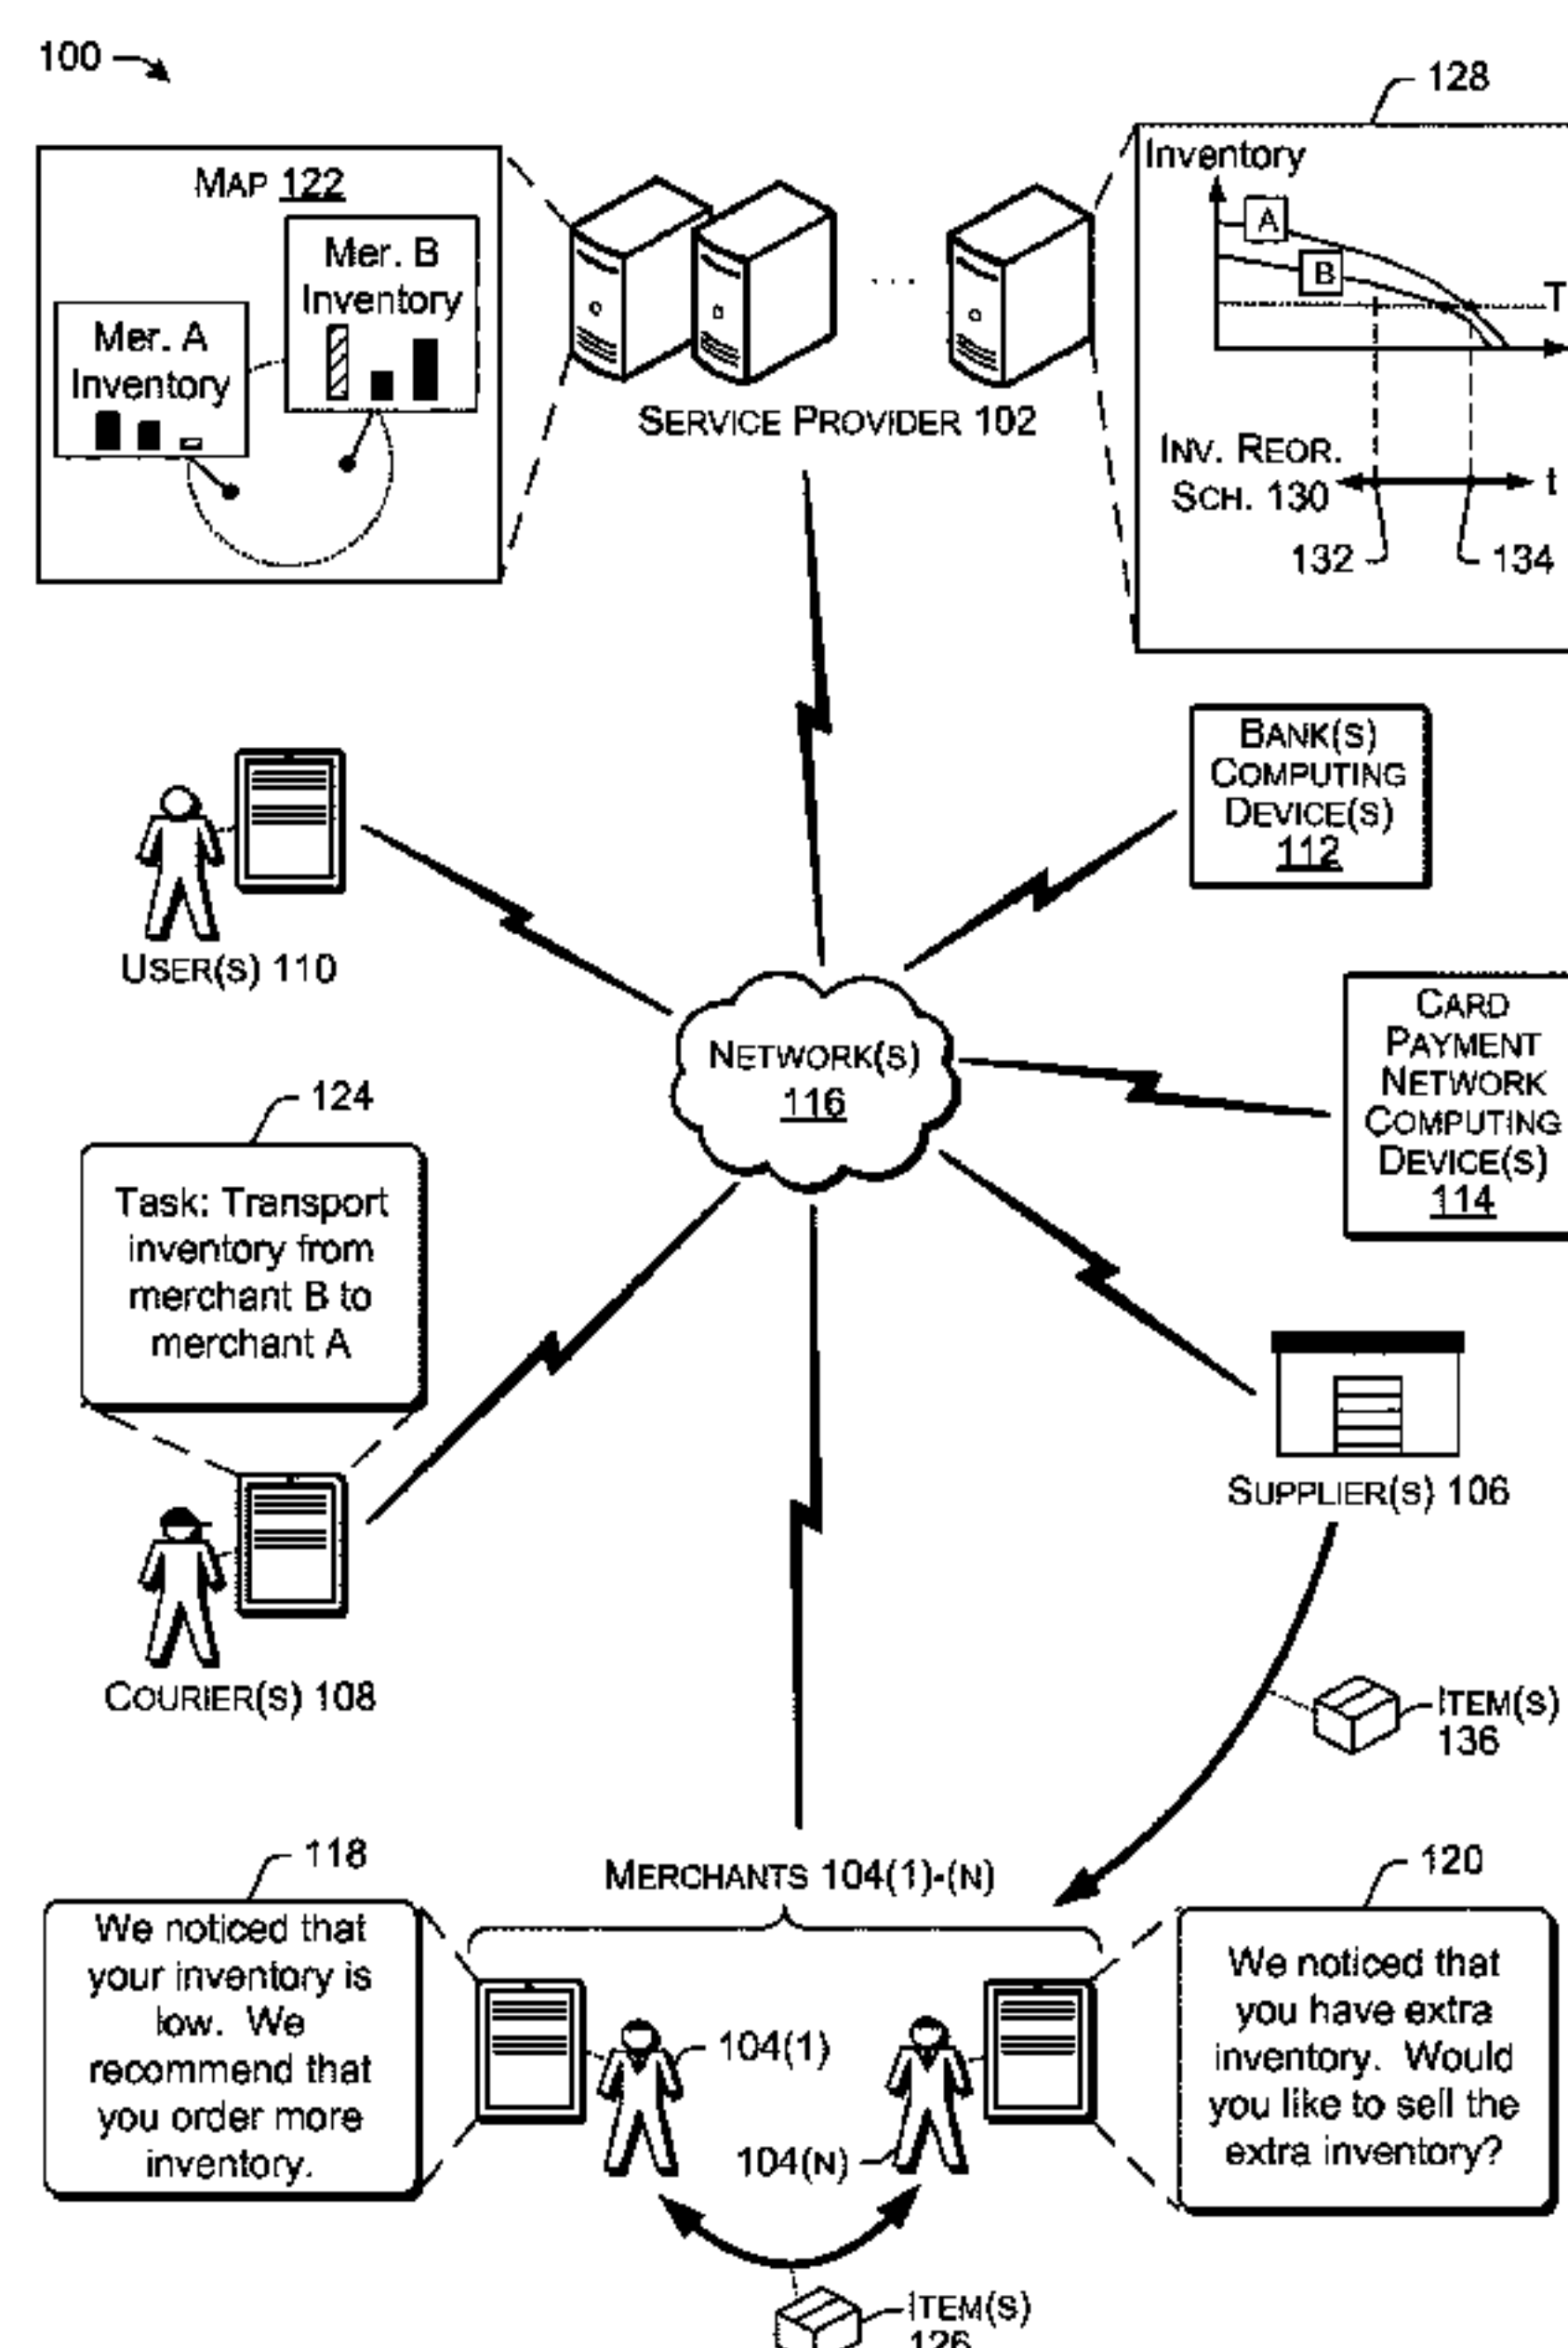 100
128
MAP 122
Mer. B
Inventory
Mer. A
Inventory
...
SERVICE PROVIDER 102
Inventory
A
B
T
INV. REOR.
SCH. 130
t
132
134
BANK(S)
COMPUTING
DEVICE(S)
112
USER(S) 110
NETWORK(S)
116
CARD
PAYMENT
NETWORK
COMPUTING
DEVICE(S)
114
124
Task: Transport
inventory from
merchant B to
merchant A
SUPPLIER(S) 106
COURIER(S) 108
ITEM(S)
136
118
MERCHANTS 104(1)-(N)
120
We noticed that
your inventory is
low. We
recommend that
you order more
inventory.
104(1)
104(N)
We noticed that
you have extra
inventory. Would
you like to sell the
extra inventory?
ITEM(S)
126